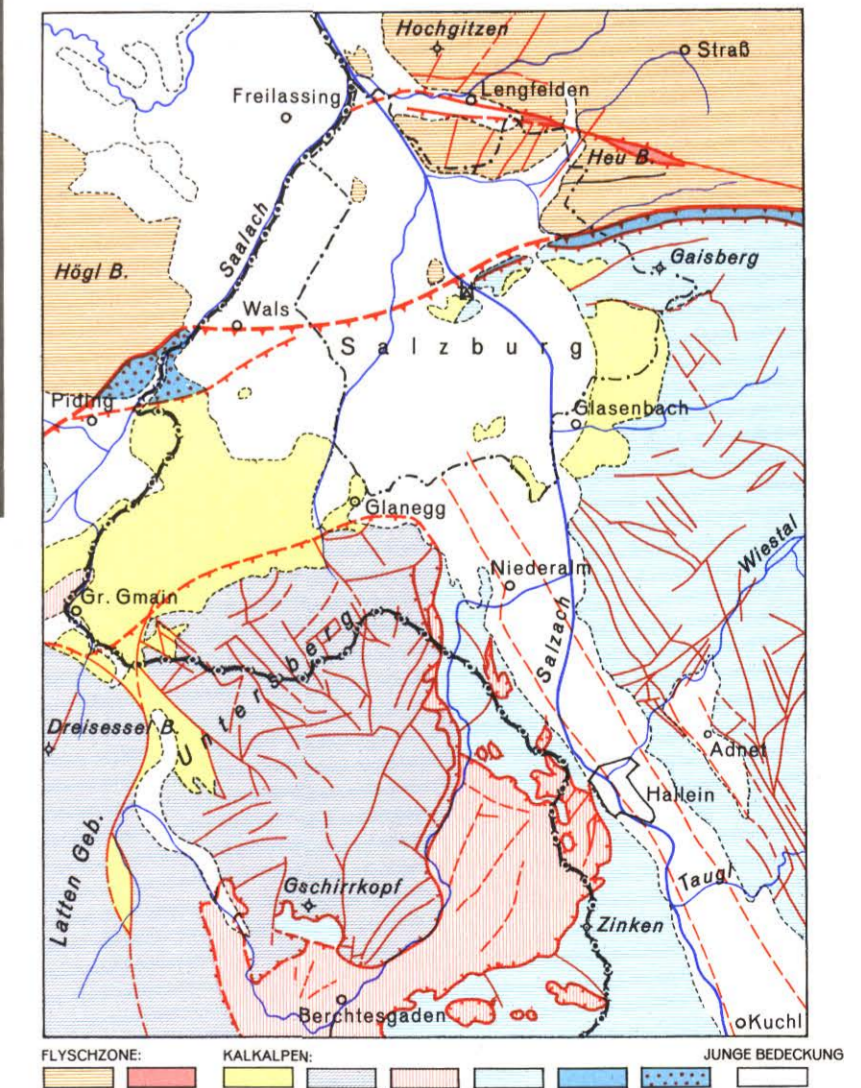 Hochgitzen
Straß
Freilassing
Lengfelden
Heu B.
Saalach
Högl B.
Gaisberg
Wals
Salzburg
Piding
Glasenbach
Glanegg
Wiestal
Niederalm
Gr. Gmain
Salzach
Untersberg
Dreisessel B.
Adnet
Hallein
Latten Geb.
Taugl
Gschirrkopf
Zinken
Berchtesgaden
Kuchl
FLYSCHZONE: KALKALPEN: JUNGE BEDECKUNG